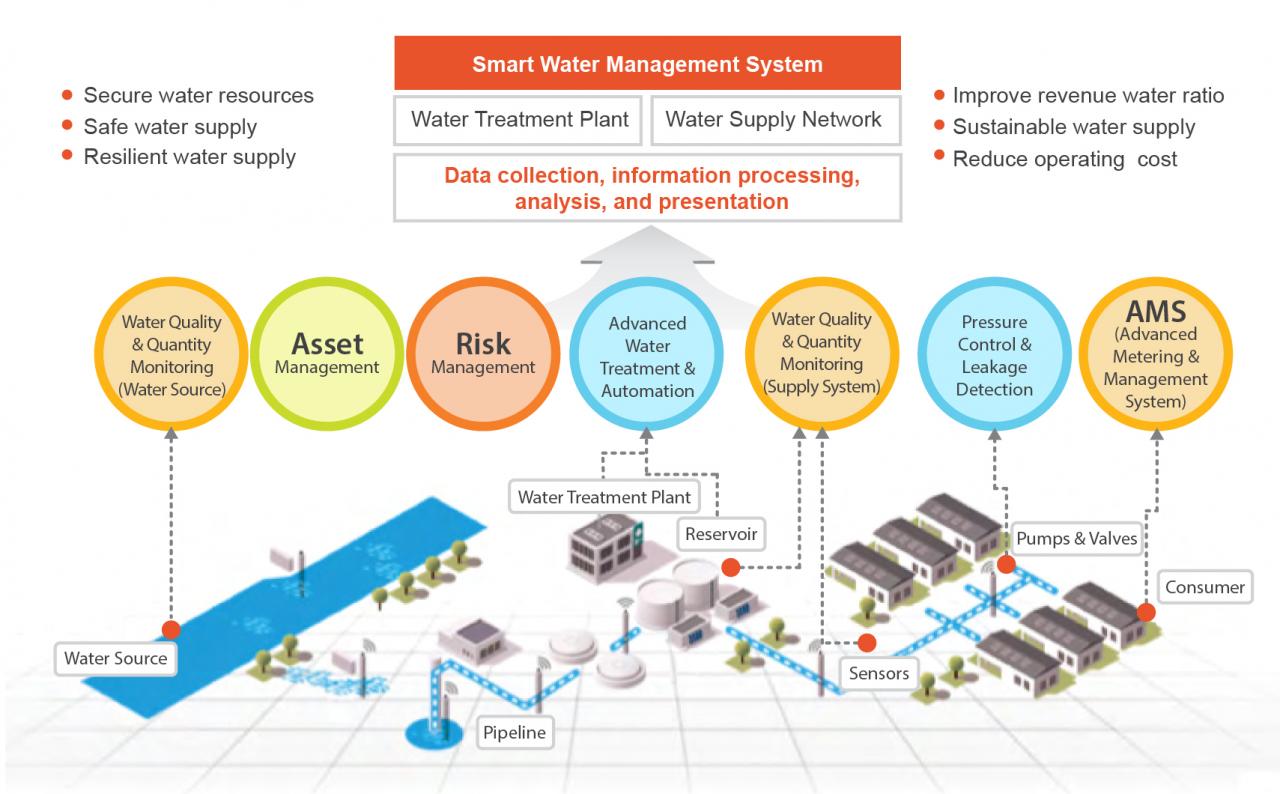 Smart Water Management System
Water Treatment Plant
Water Supply Network
Data collection, information processing,
analysis, and presentation
Secure water resources
Safe water supply
Resilient water supply
Improve revenue water ratio
Sustainable water supply
Reduce operating cost
Water Quality
& Quantity
Monitoring
(Water Source)
Asset
Management
Risk
Management
Advanced
Water
Treatment &
Automation
Water Quality
& Quantity
Monitoring
(Supply System)
Pressure
Control &
Leakage
Detection
AMS
(Advanced
Metering &
Management
System)
Water Treatment Plant
Reservoir
Pumps & Valves
Consumer
Water Source
Sensors
Pipeline